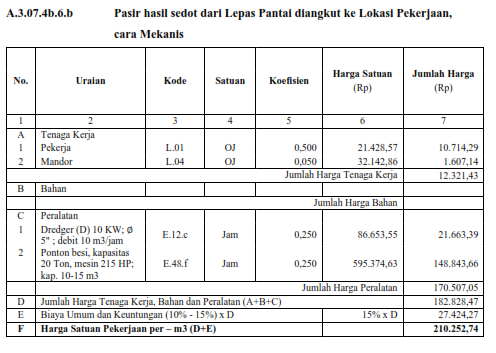 A.3.07.4b.6.b Pasir hasil sedot dari Lepas Pantai diangkut ke Lokasi Pekerjaan,
cara Mekanis
No. Uraian Kode Satuan Koefisien Harga Satuan (Rp) Jumlah Harga (Rp)
1 2 3 4 5 6 7
A Tenaga Kerja
1 Pekerja L.01 OJ 0,500 21.428,57 10.714,29
2 Mandor L.04 OJ 0,050 32.142,86 1.607,14
Jumlah Harga Tenaga Kerja 12.321,43
B Bahan
Jumlah Harga Bahan
C Peralatan
1 Dredger (D) 10 KW; Ø
5" ; debit 10 m3/jam E.12.c Jam 0,250 86.653,55 21.663,39
2 Ponton besi, kapasitas
20 Ton, mesin 215 HP; E.48.f Jam 0,250 595.374,63 148.843,66
kap. 10-15 m3
Jumlah Harga Peralatan 170.507,05
D Jumlah Harga Tenaga Kerja, Bahan dan Peralatan (A+B+C) 182.828,47
E Biaya Umum dan Keuntungan (10% - 15%) x D 15% x D 27.424,27
F Harga Satuan Pekerjaan per – m3 (D+E) 210.252,74